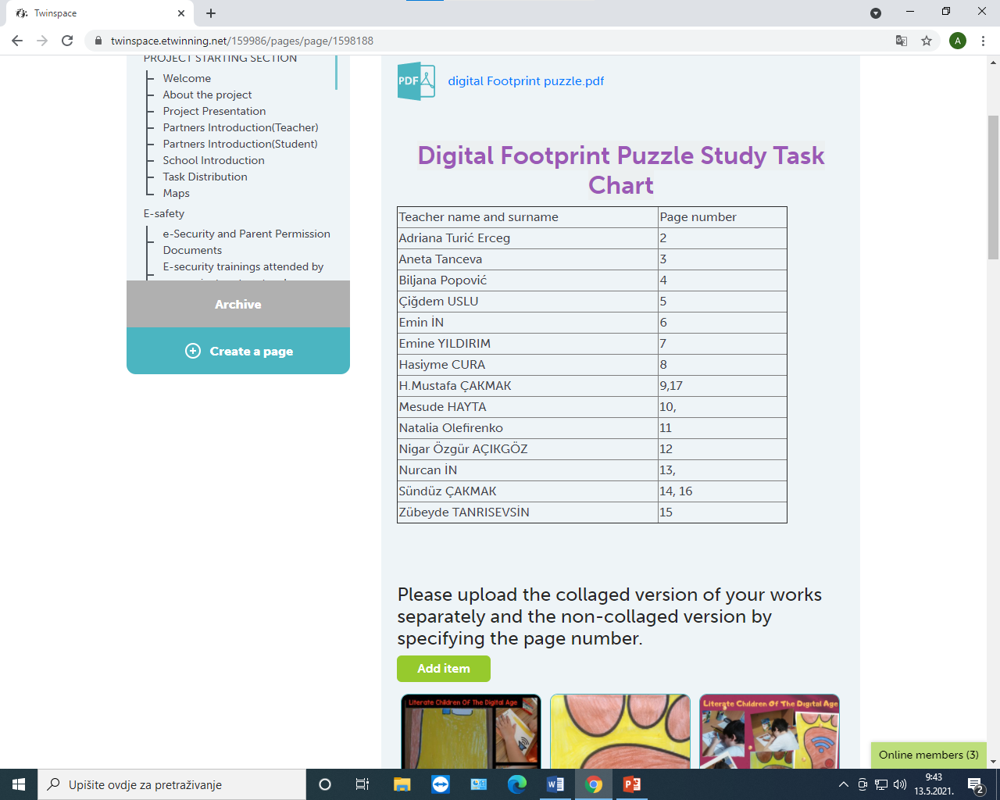 Twinspace
twinspace.etwinning.net/159986/pages/page/1598188
A
PROJECT STARTING SECTION
Welcome
About the project
Project Presentation
Partners Introduction(Teacher)
Partners Introduction(Student)
School Introduction
Task Distribution
Maps
E-safety
e-Security and Parent Permission
Documents
E-security trainings attended by
Archive
Create a page
PDF
digital Footprint puzzle.pdf
Digital Footprint Puzzle Study Task
Chart
Teacher name and surname Page number
Adriana Turić Erceg 2
Aneta Tanceva 3
Biljana Popović 4
Çiğdem USLU 5
Emin İN 6
Emine YILDIRIM 7
Hasiyme CURA 8
H.Mustafa ÇAKMAK 9,17
Mesude HAYTA 10,
Natalia Olefirenko 11
Nigar Özgür AÇIKGÖZ 12
Nurcan İN 13,
Sündüz ÇAKMAK 14, 16
Zübeyde TANRISEVSİN 15
Please upload the collaged version of your works
separately and the non-collaged version by
specifying the page number.
Add item
Literate Children Of The Digital Age
Literate Children Of The Digital Age
Online members (3)
Upišite ovdje za pretraživanje
9:43
13.5.2021.
2